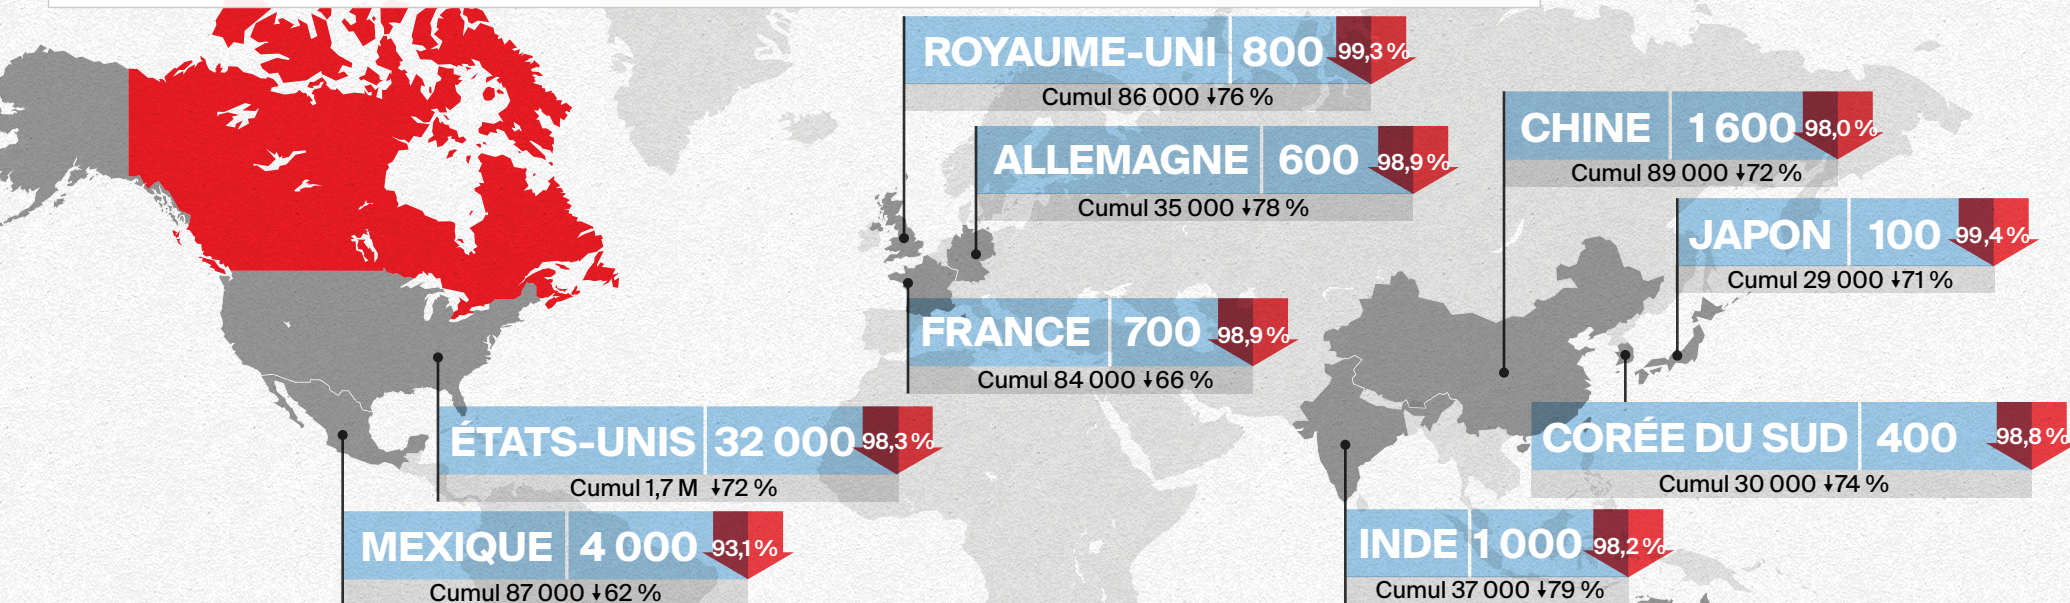 ROYAUME-UNI 800 99,3 %
Cumul 86 000 ↓76 %
ALLEMAGNE 600 98,9 %
Cumul 35 000 ↓78 %
FRANCE 700 98,9 %
Cumul 84 000 ↓66 %
CHINE 1 600 98,0 %
Cumul 89 000 ↓72 %
JAPON 100 99,4 %
Cumul 29 000 ↓71 %
CORÉE DU SUD 400 98,8 %
Cumul 30 000 ↓74 %
ÉTATS-UNIS 32 000 98,3 %
Cumul 1,7 M ↓72 %
MEXIQUE 4 000 93,1 %
Cumul 87 000 ↓62 %
INDE 1 000 98,2 %
Cumul 37 000 ↓79 %